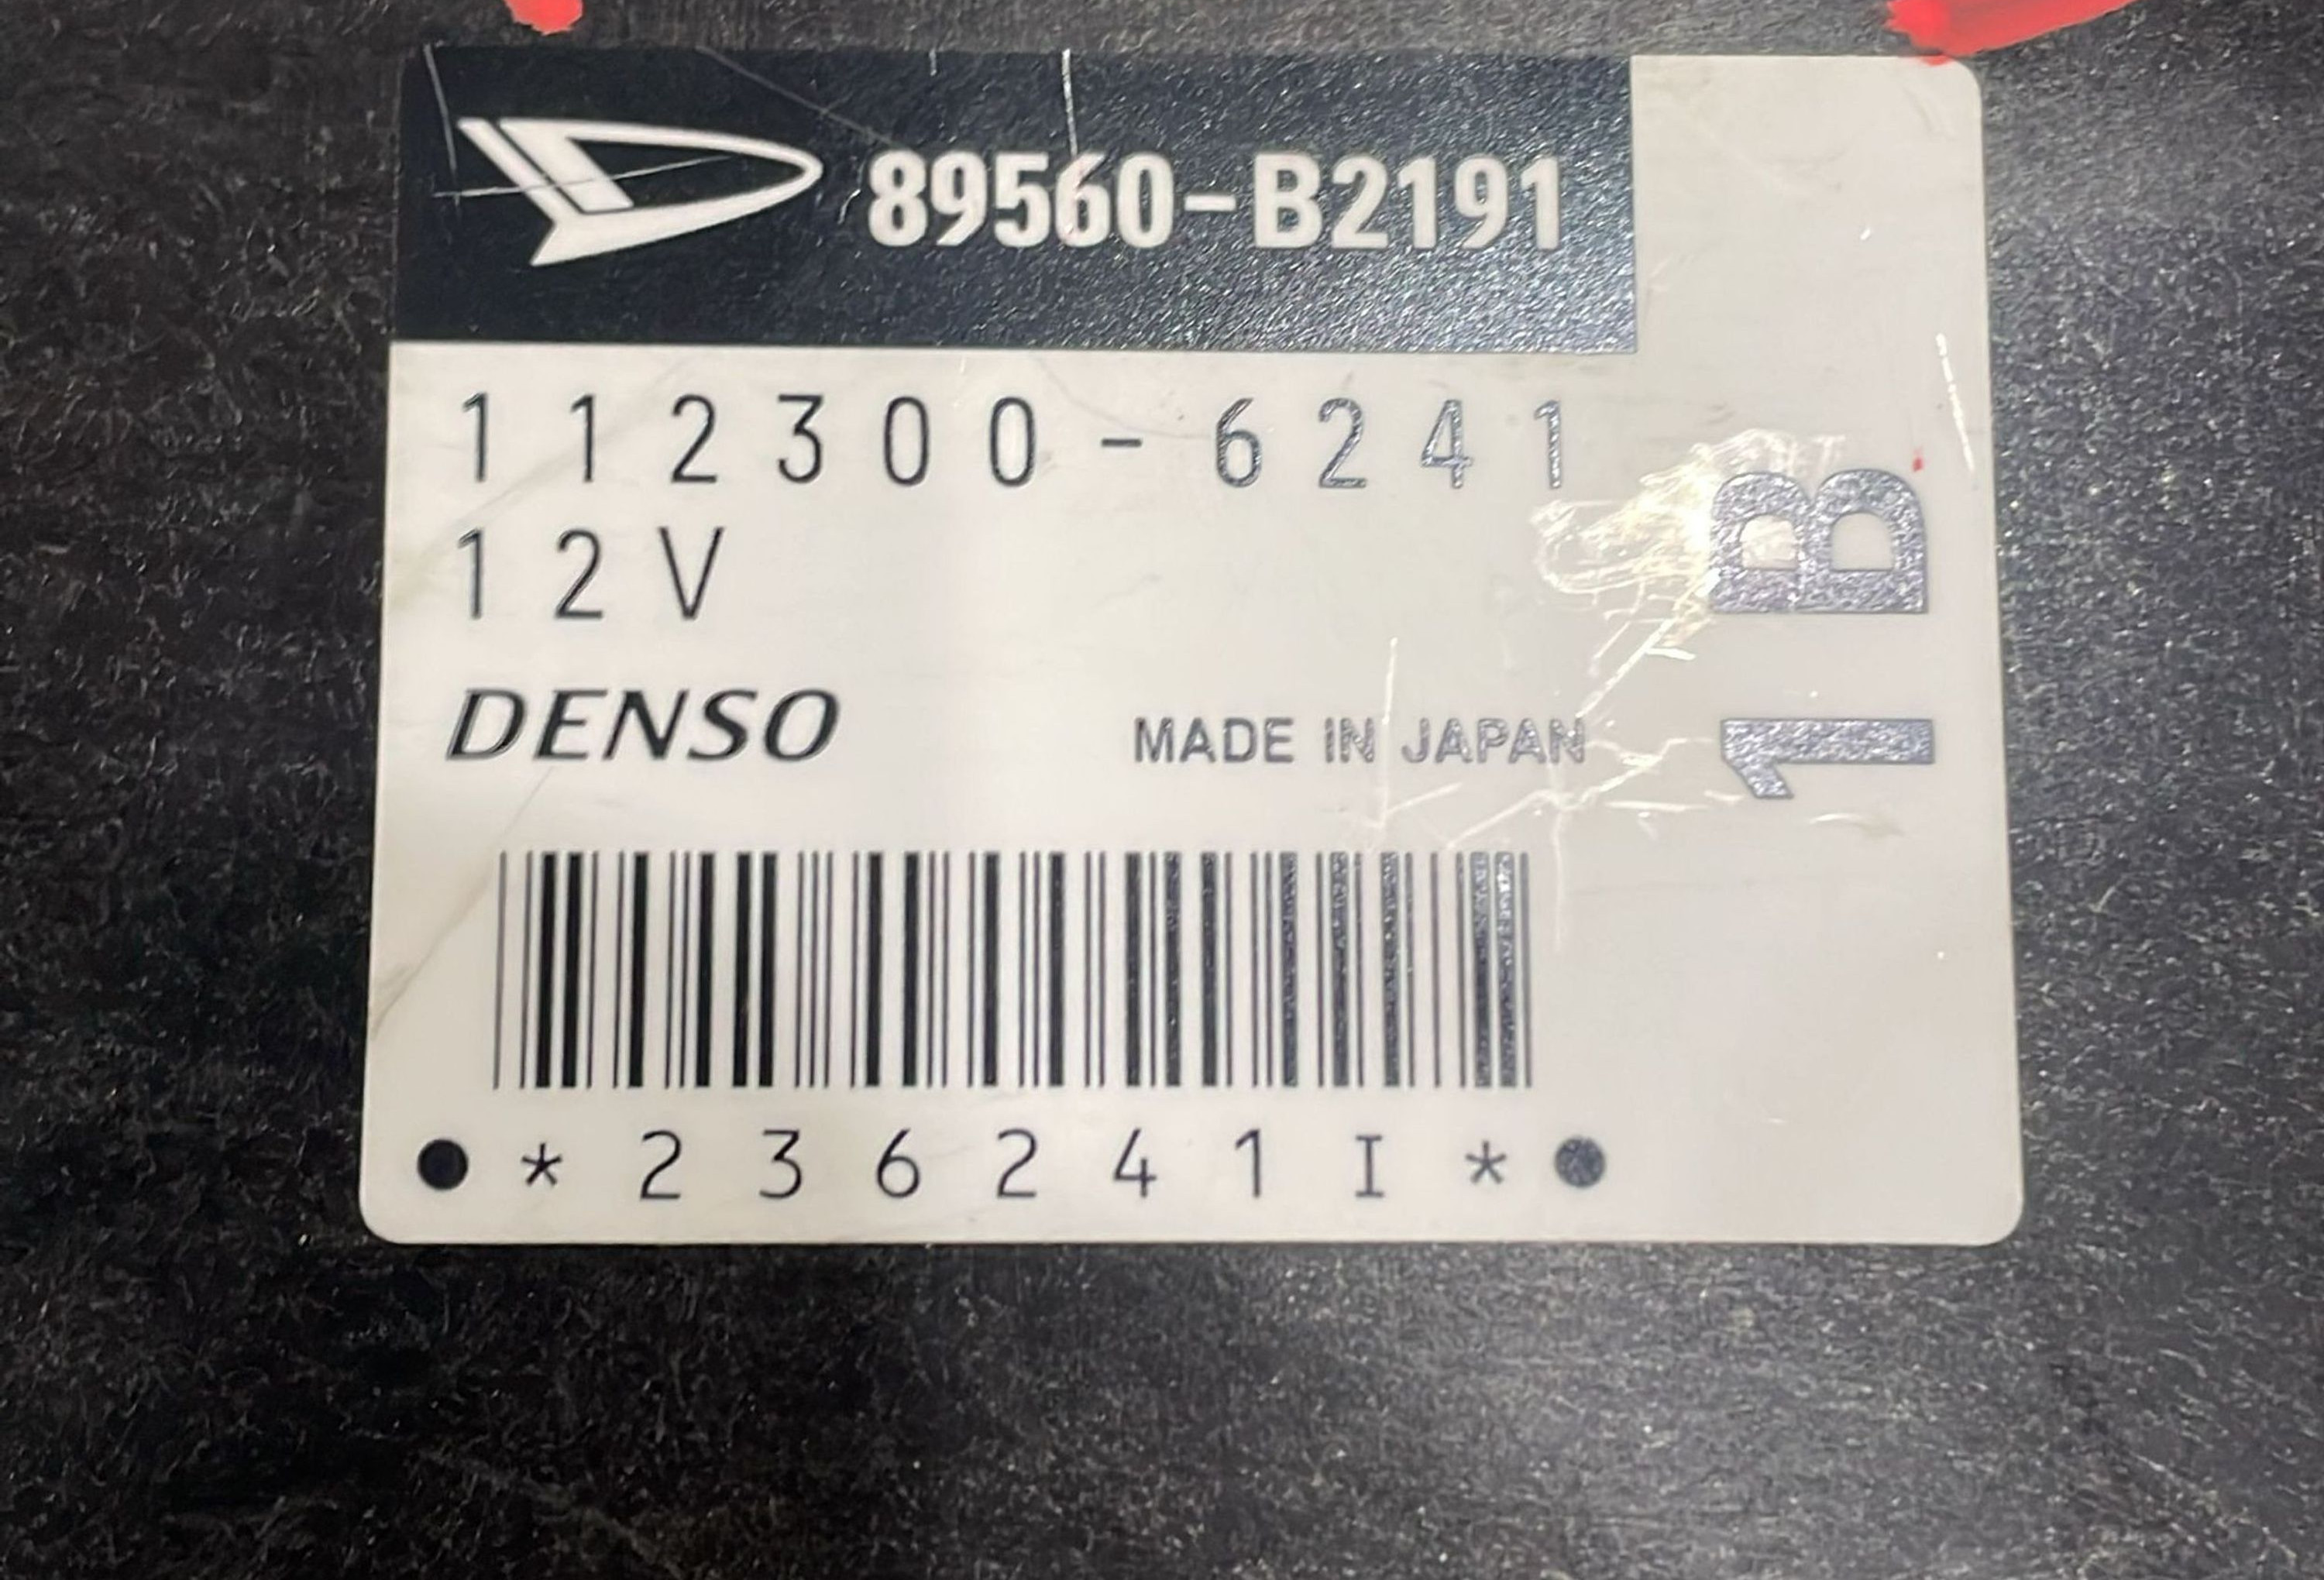 89560-B2191
112300-6241
12V
DENSO
MADE IN JAPAN
1B
*236241I*